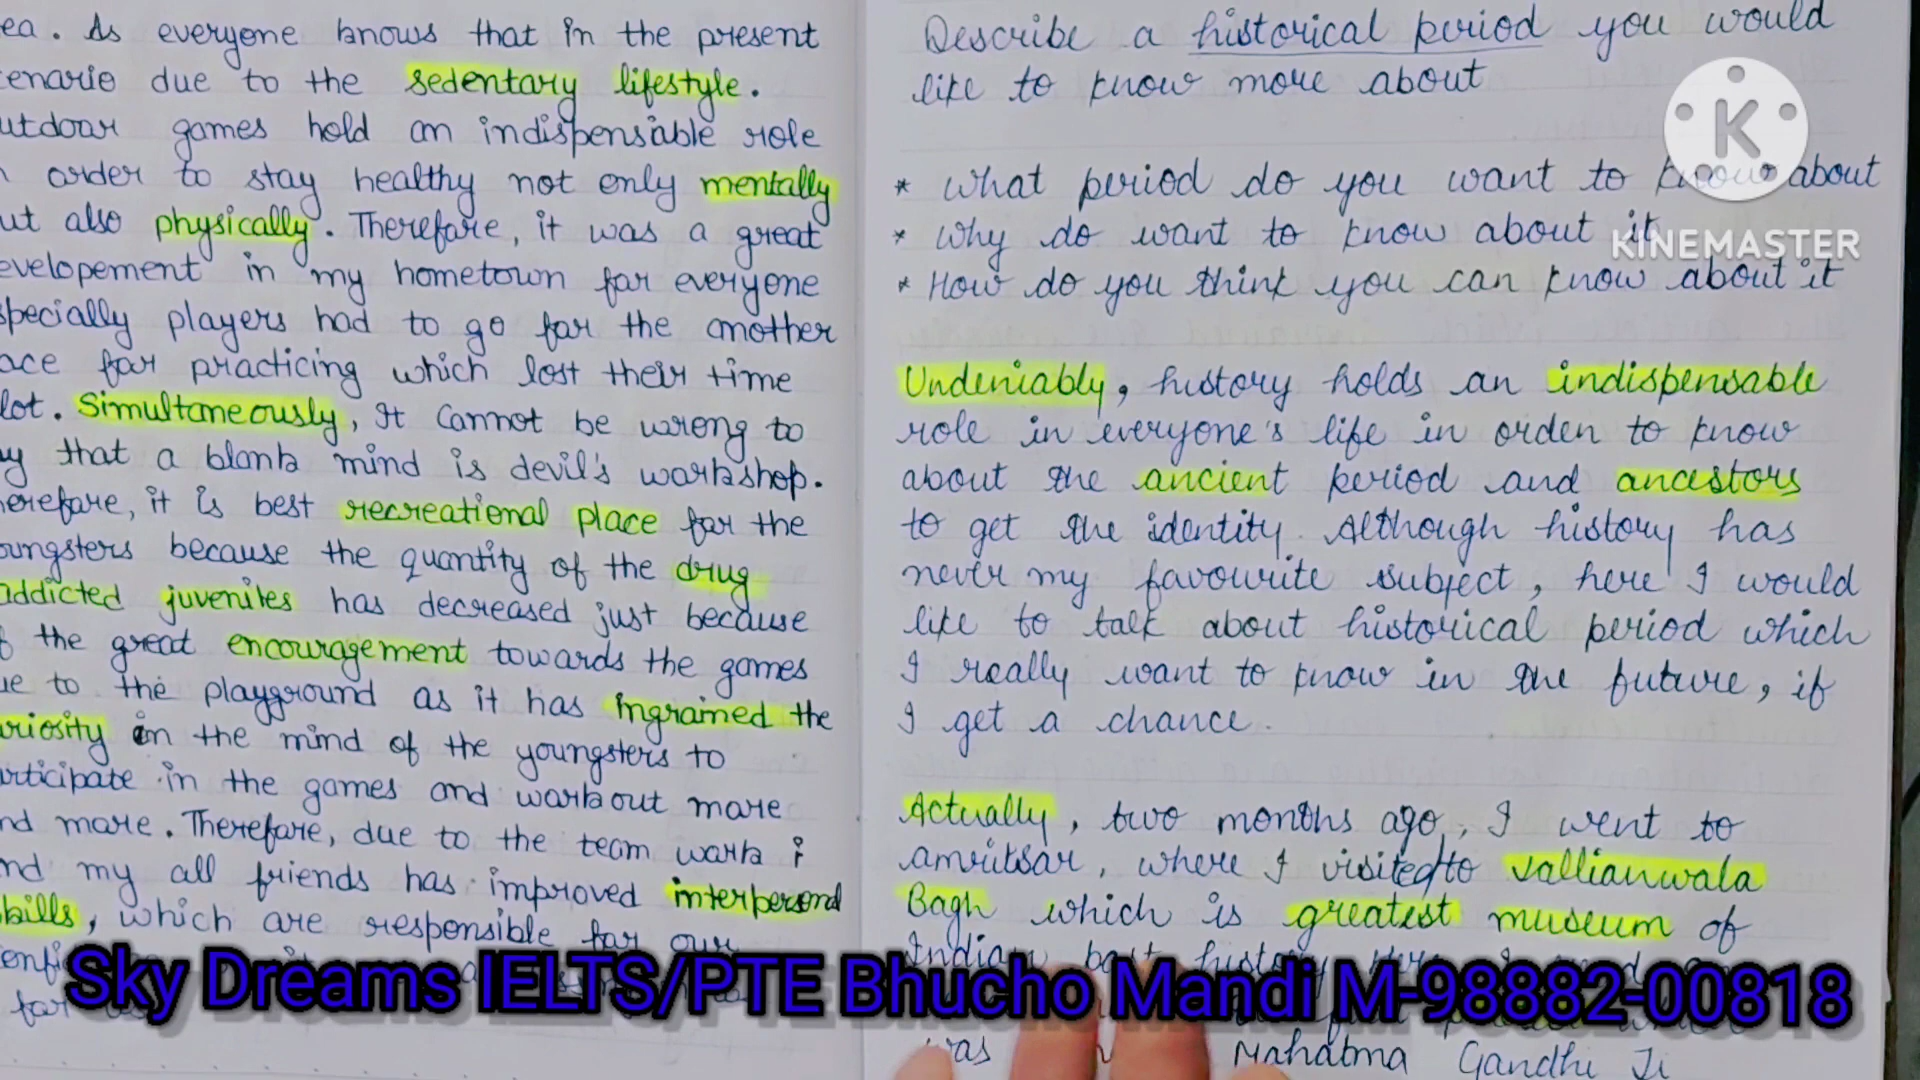 ea. As everyone knows that in the present
cenario due to the sedentary lifestyle.
utdoor games hold an indispensable role
n order to stay healthy not only mentally
ut also physically. Therefore, it was a great
evelopement in my hometown for everyone
specially players had to go for the another
ace for practicing which lost their time
lot. Simultaneously, It cannot be wrong to
ay that a blank mind is devil's workshop.
herefore, it is best recreational place for the
oungsters because the quantity of the drug
addicted juveniles has decreased just because
f the great encouragement towards the games
ue to the playground as it has ingrained the
uriosity in the mind of the youngsters to
articipate in the games and workout more
nd more. Therefore, due to the team work i
nd my all friends has improved interpersonal
kills, which are responsible for our
for
Describe a historical period you would
like to know more about
* What period do you want to know about
* Why do want to know about it
* How do you think you can know about it
Undeniably, history holds an indispensable
role in everyone's life in orden to know
about the ancient period and ancestors
to get the identity. Although history has
never my favourite subject, here I would
like to talk about historical period which
I really want to know in the future, if
I get a chance.
Actually, two months ago, I went to
amritsar, where I visited to Jallianwala
Bagh which is greatest museum of
Indian past history Here I
was Mahatma Gandhi Ji
K
KINEMASTER
Sky Dreams IELTS/PTE Bhucho Mandi M-98882-00818